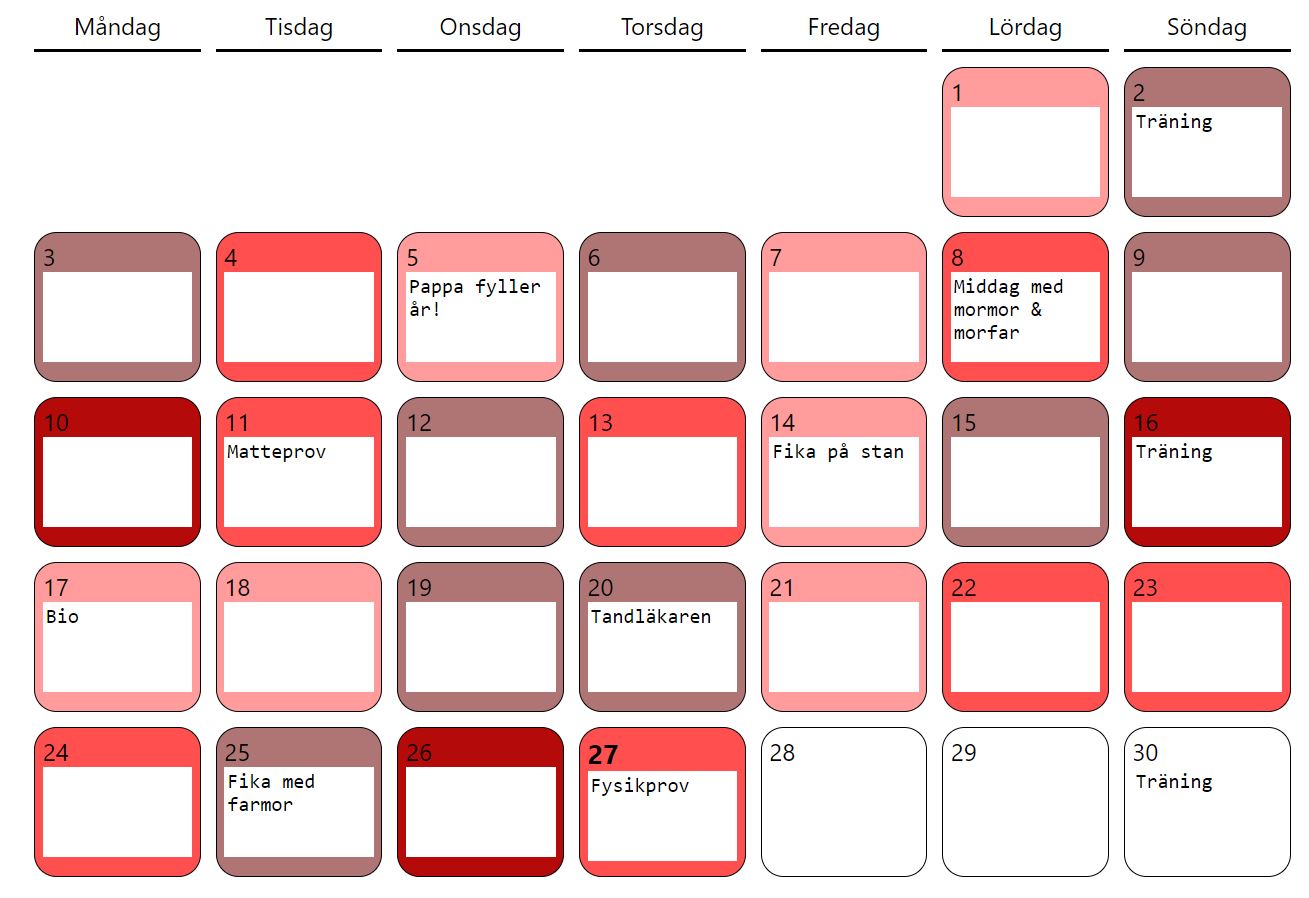 Måndag Tisdag Onsdag Torsdag Fredag Lördag Söndag
1
2
Träning
3
4
5
Pappa fyller
år!
6
7
8
Middag med
mormor &
morfar
9
10
11
Matteprov
12
13
14
Fika på stan
15
16
Träning
17
Bio
18
19
20
Tandläkaren
21
22
23
24
25
Fika med
farmor
26
27
Fysikprov
28
29
30
Träning